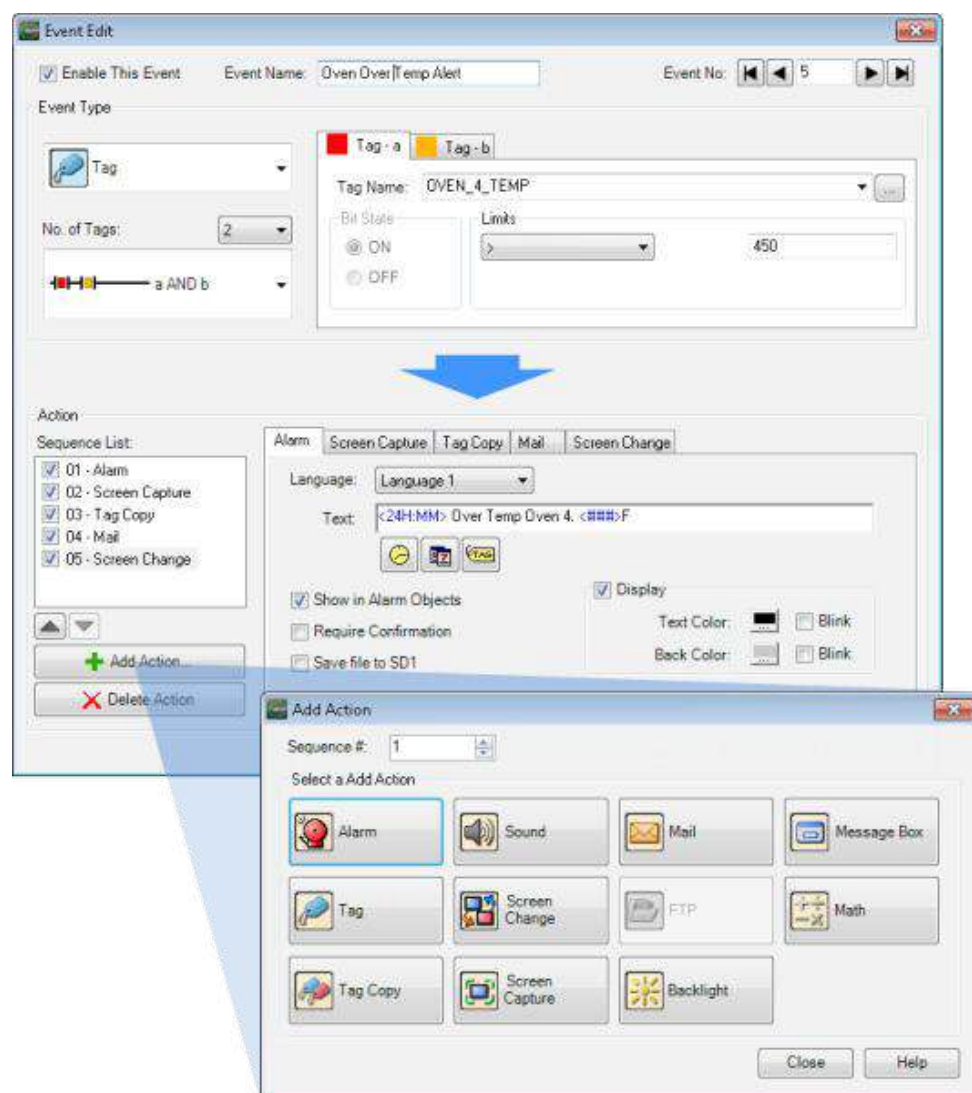 Event Edit
Enable This Event Event Name: Oven Over Temp Alert Event No: 5
Event Type
Tag
Tag - a Tag - b
Tag Name: OVEN_4_TEMP ...
No. of Tags: 2
Bit State Limits
ON > 450
OFF
a AND b
Action
Sequence List:
Alarm Screen Capture Tag Copy Mail Screen Change
01 - Alarm
02 - Screen Capture
03 - Tag Copy
04 - Mail
05 - Screen Change
Language: Language 1
Text: <24H:MM> Over Temp Oven 4. <###>F
7 TAG
Show in Alarm Objects Display
Require Confirmation Text Color: ... Blink
Save file to SD1 Back Color: ... Blink
Add Action...
Delete Action
Add Action
Sequence #: 1
Select a Add Action
Alarm Sound Mail Message Box
Tag Screen Change FTP Math
Tag Copy Screen Capture Backlight
Close Help